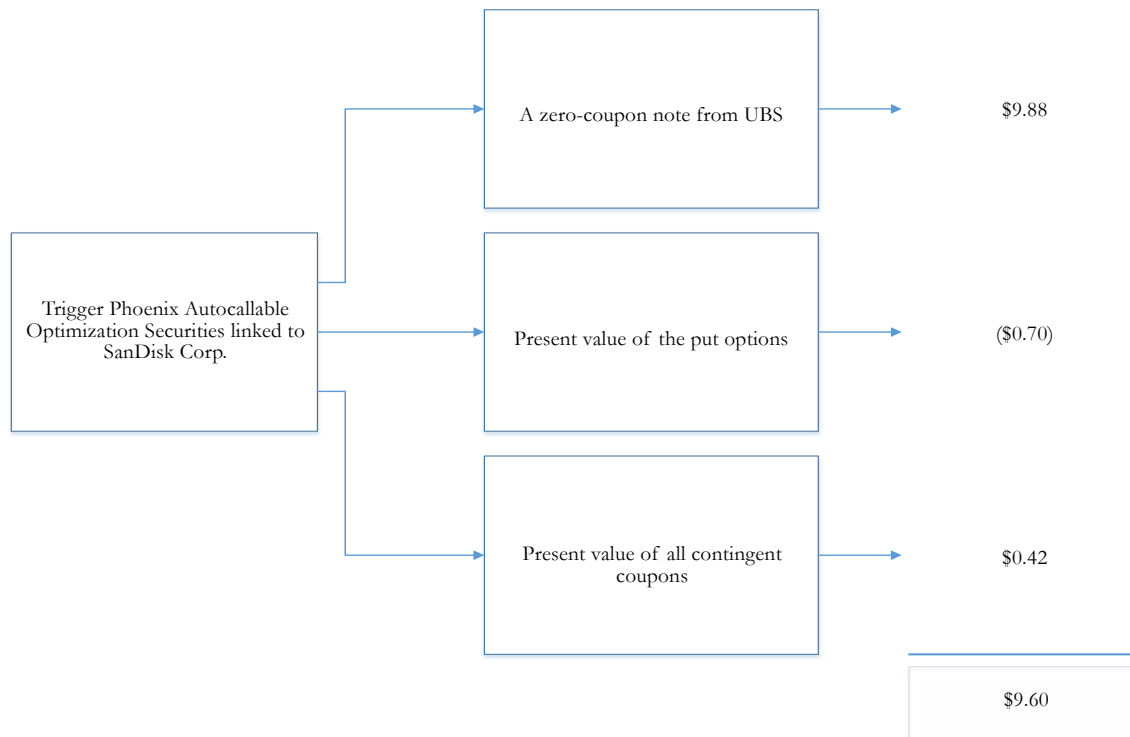 A zero-coupon note from UBS
$9.88
Trigger Phoenix Autocallable
Optimization Securities linked to
SanDisk Corp.
Present value of the put options
($0.70)
Present value of all contingent
coupons
$0.42
$9.60